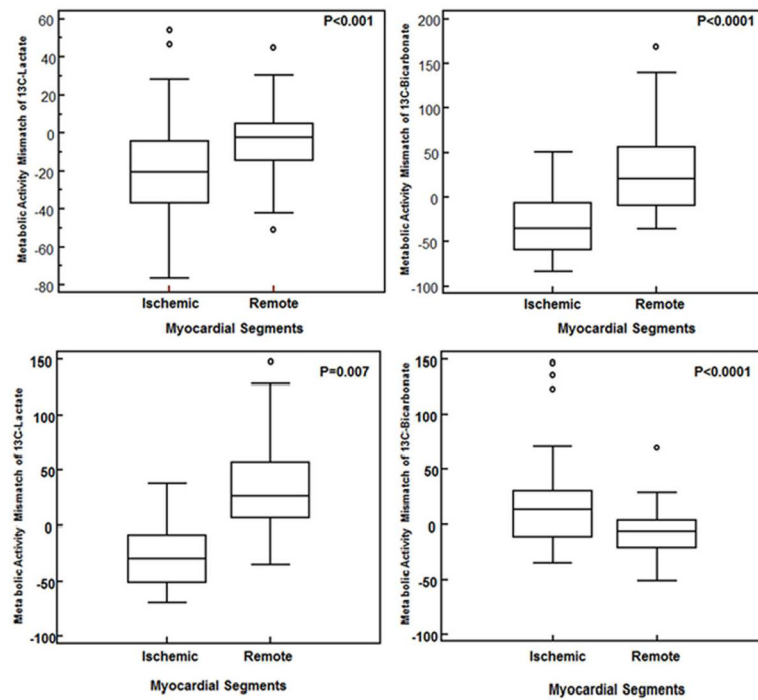 Metabolic Activity Mismatch of 13C-Lactate
60
40
20
0
-20
-40
-60
-80
P<0.001
Ischemic
Remote
Myocardial Segments
Metabolic Activity Mismatch of 13C-Bicarbonate
200
150
100
50
0
-50
-100
P<0.0001
Ischemic
Remote
Myocardial Segments
Metabolic Activity Mismatch of 13C-Lactate
150
100
50
0
-50
-100
P=0.007
Ischemic
Remote
Myocardial Segments
Metabolic Activity Mismatch of 13C-Bicarbonate
150
100
50
0
-50
-100
P<0.0001
Ischemic
Remote
Myocardial Segments